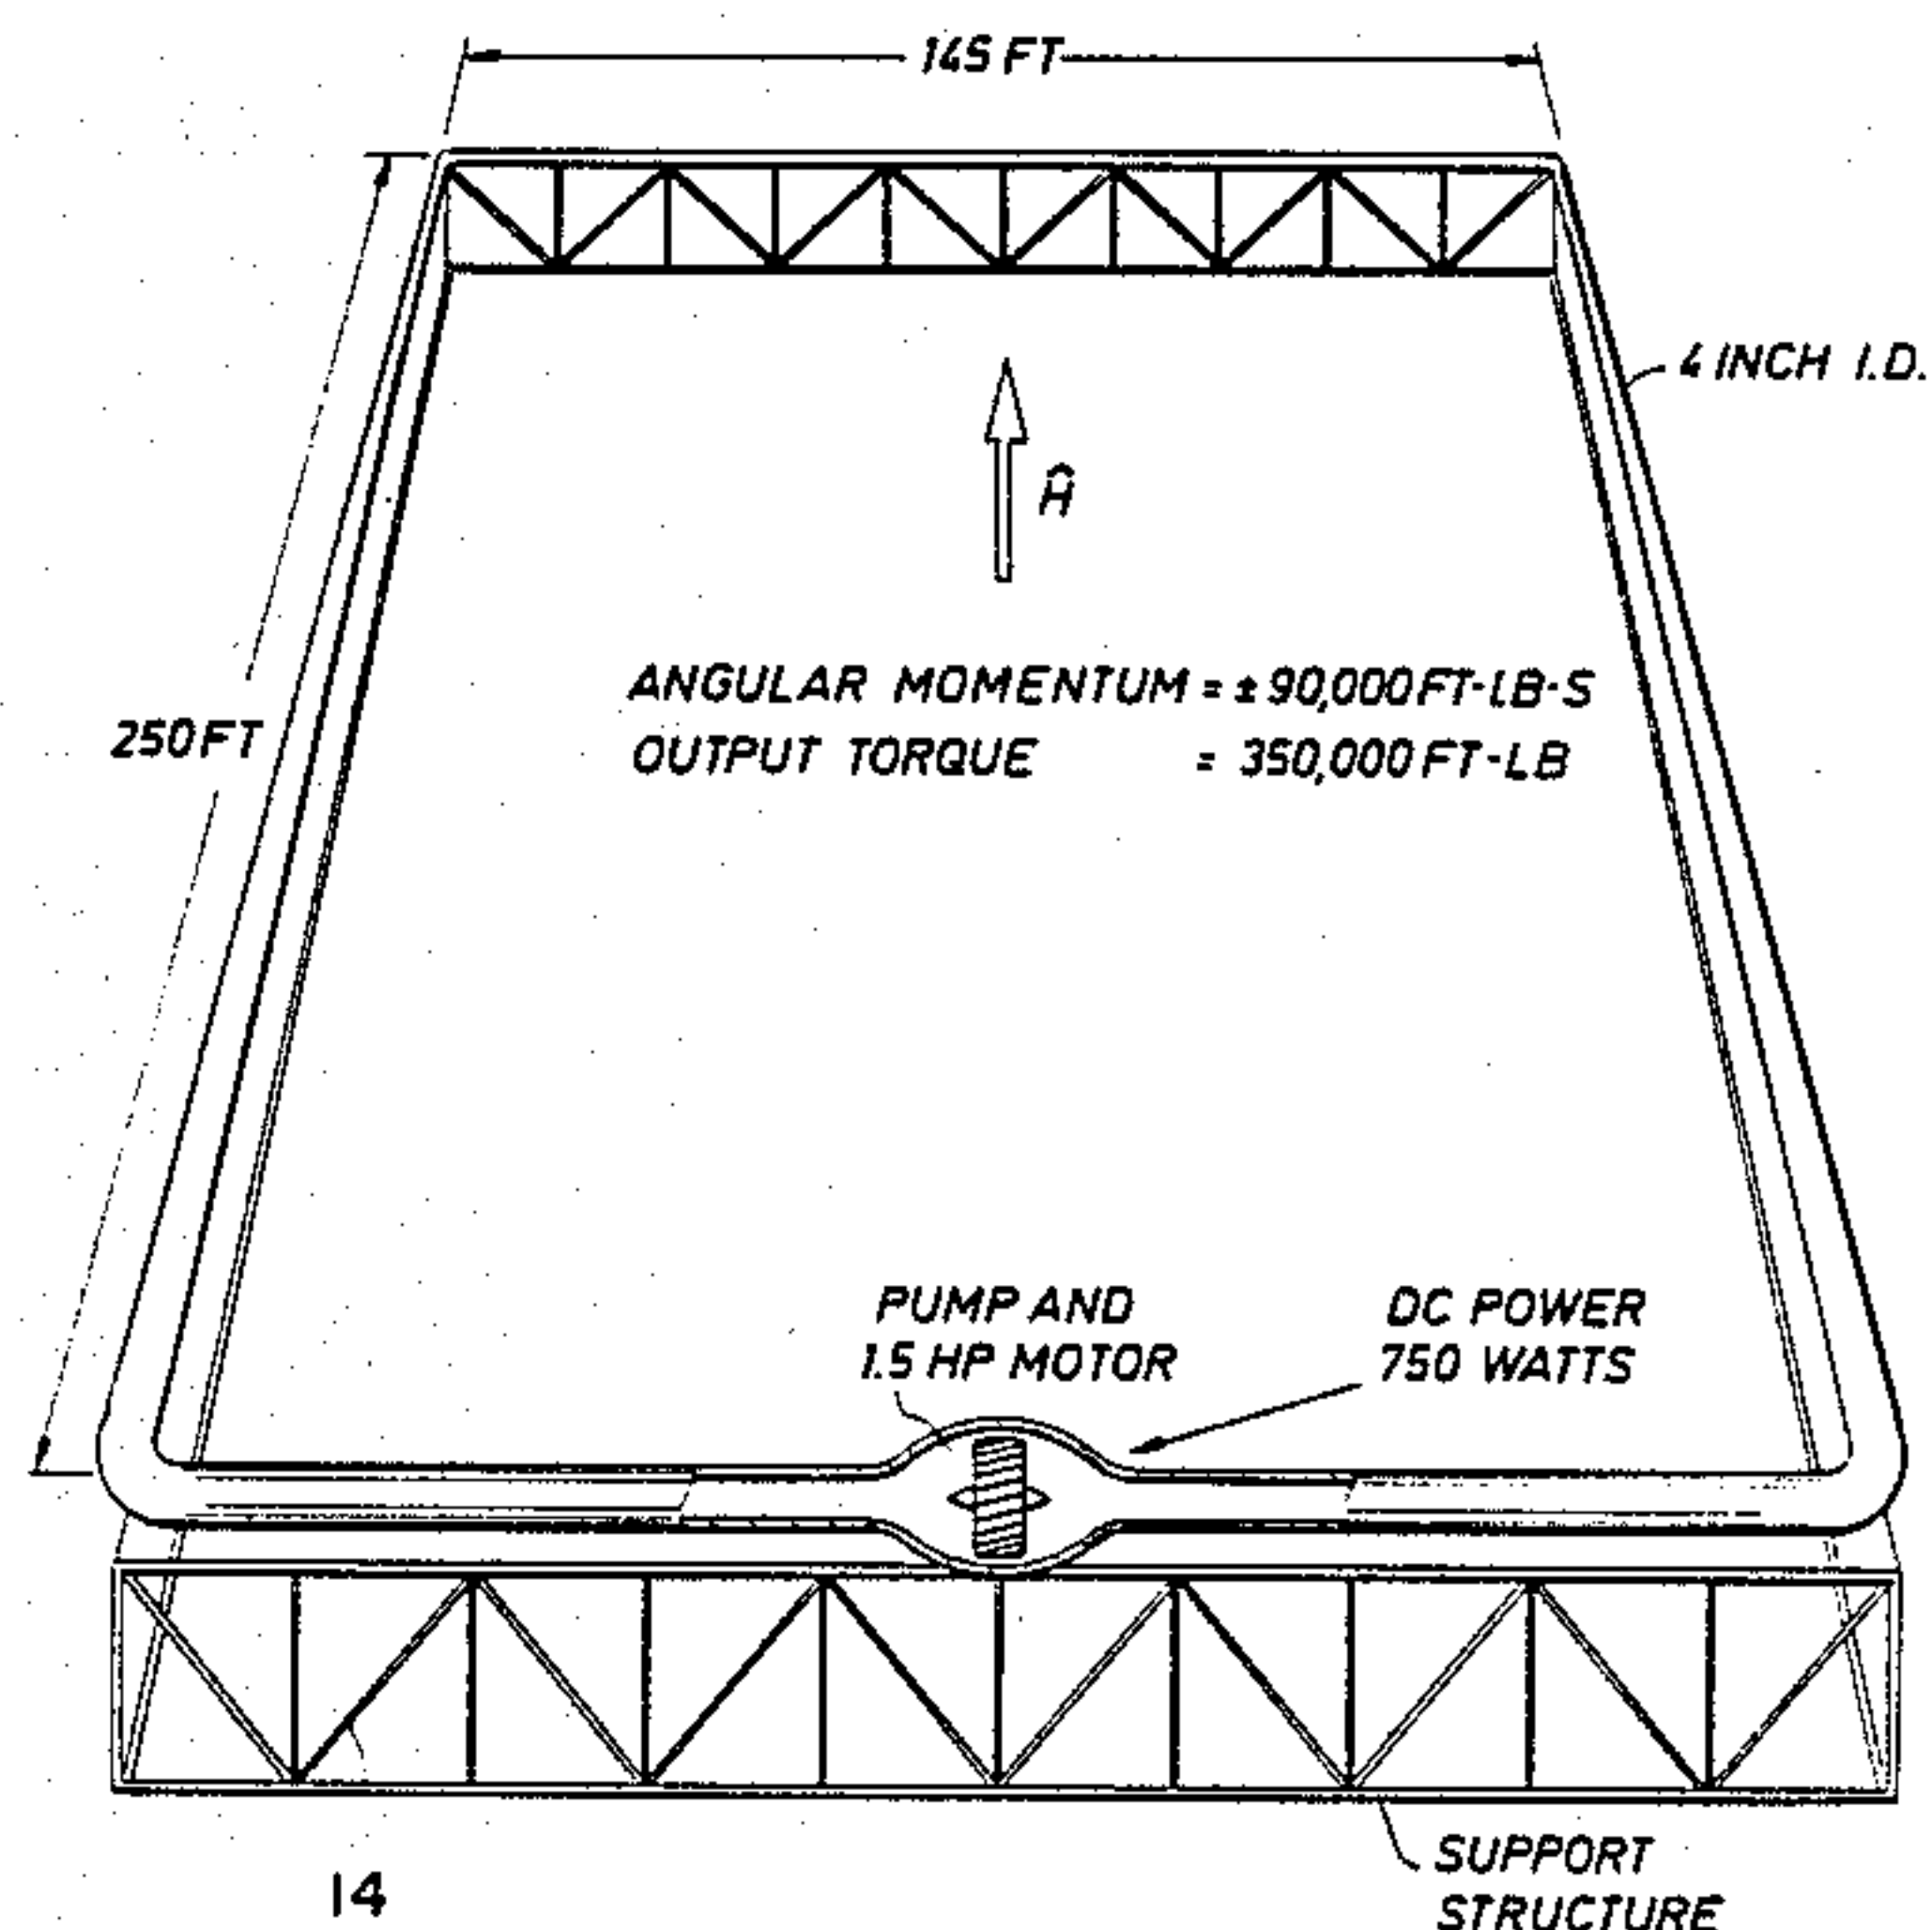 145 FT
4 INCH I.D.
Ĥ
ANGULAR MOMENTUM = ± 90,000 FT-LB-S
250 FT
OUTPUT TORQUE = 350,000 FT-LB
PUMP AND
1.5 HP MOTOR
DC POWER
750 WATTS
14
SUPPORT
STRUCTURE